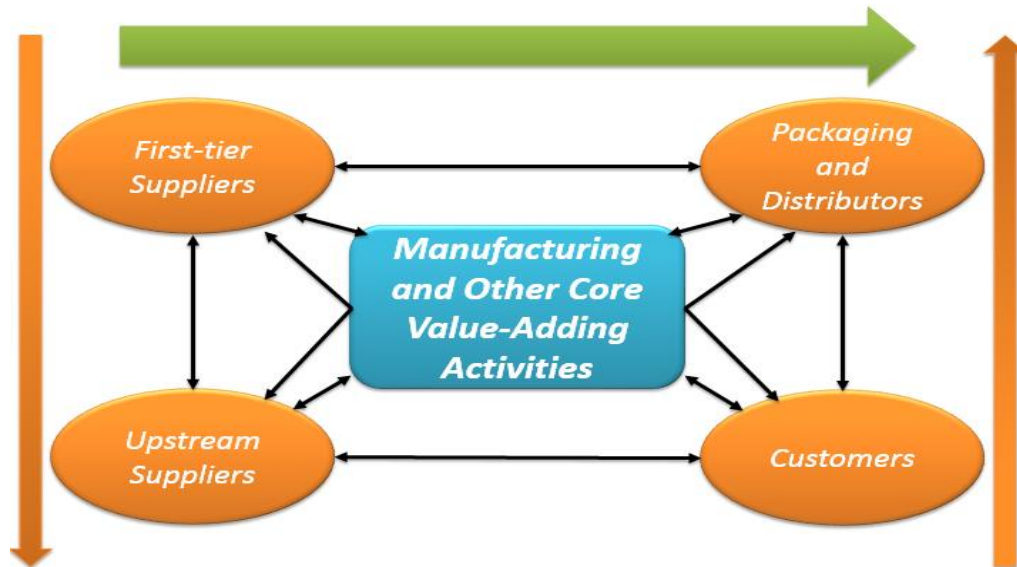 First-tier
Suppliers
Packaging
and
Distributors
Manufacturing
and Other Core
Value-Adding
Activities
Upstream
Suppliers
Customers